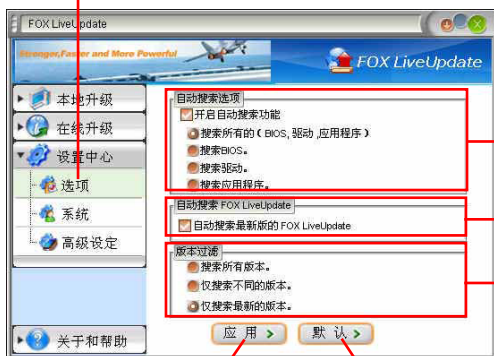 FOX LiveUpdate
Stronger,Faster and More Powerful
FOX LiveUpdate
本地升级
在线升级
设置中心
选项
系统
高级设定
关于和帮助
自动搜索选项
开启自动搜索功能
搜索所有的(BIOS,驱动,应用程序)
搜索BIOS。
搜索驱动。
搜索应用程序。
自动搜索 FOX LiveUpdate
自动搜索最新版的 FOX LiveUpdate
版本过滤
搜索所有版本。
仅搜索不同的版本。
仅搜索最新的版本。
应用
默认